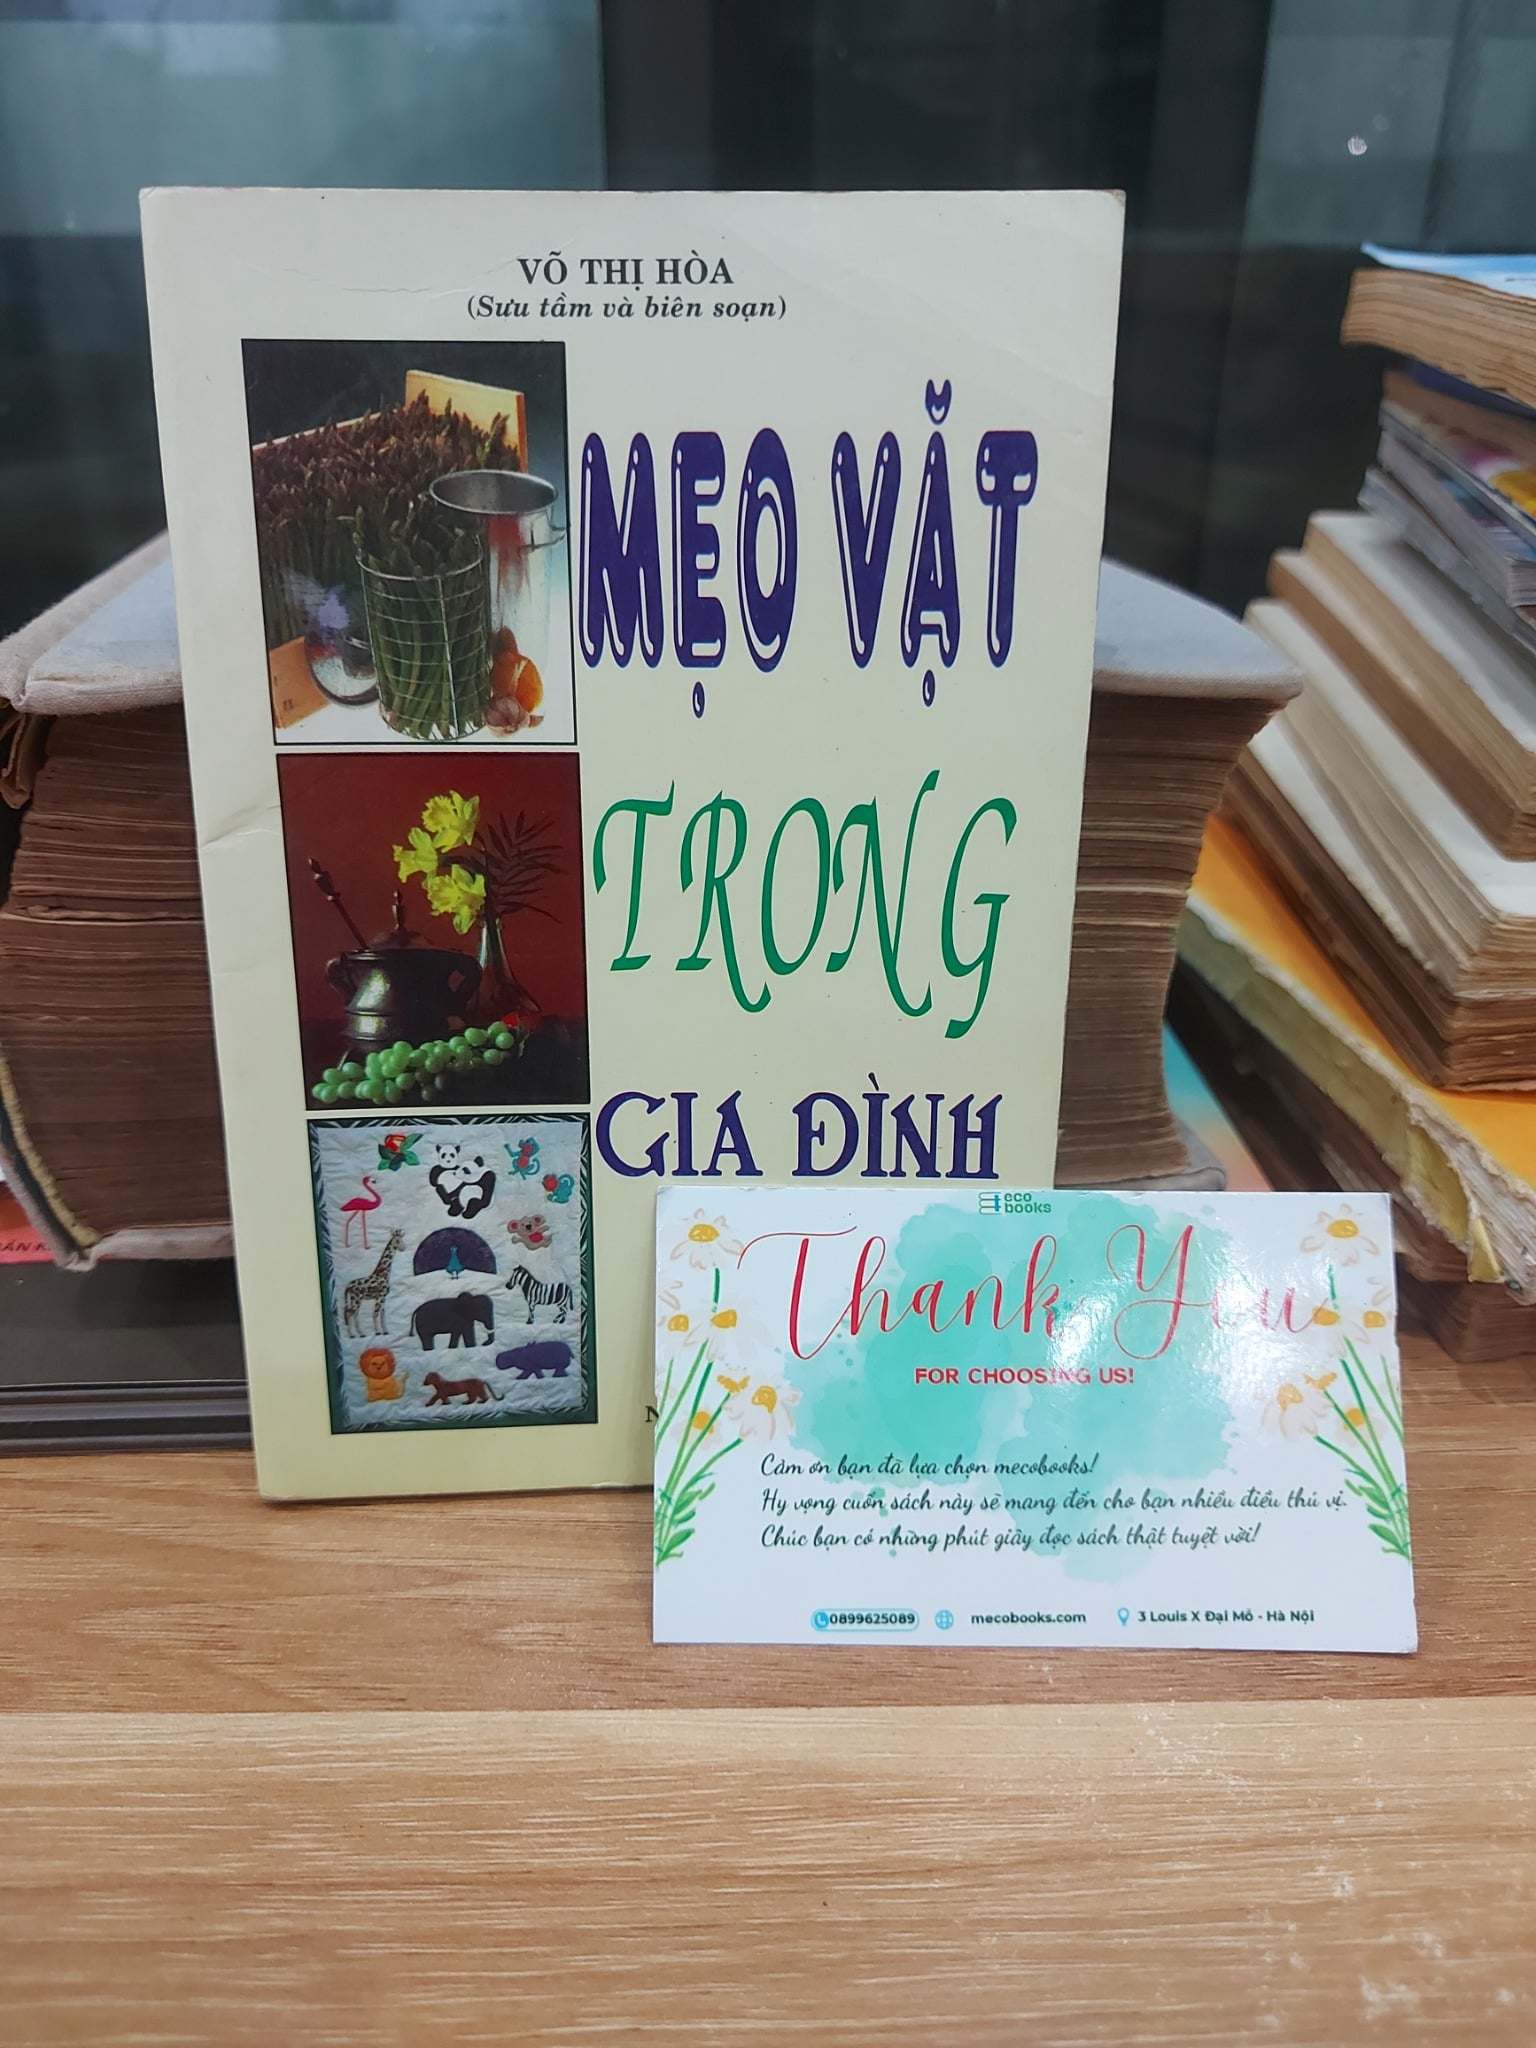 VÕ THỊ HÒA
(Sưu tầm và biên soạn)
MẸO VẶT
TRONG
GIA ĐÌNH
eco
books
Thank You
FOR CHOOSING US!
Cảm ơn bạn đã lựa chọn mecobooks!
Hy vọng cuốn sách này sẽ mang đến cho bạn nhiều điều thú vị.
Chúc bạn có những phút giây đọc sách thật tuyệt vời!
0899625089 mecobooks.com 3 Louis X Đại Mỗ - Hà Nội